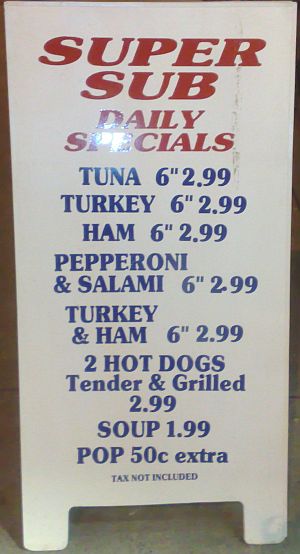 SUPER
SUB
DAILY
SPECIALS
TUNA 6" 2.99
TURKEY 6" 2.99
HAM 6" 2.99
PEPPERONI
& SALAMI 6" 2.99
TURKEY
& HAM 6" 2.99
2 HOT DOGS
Tender & Grilled
2.99
SOUP 1.99
POP 50c extra
TAX NOT INCLUDED